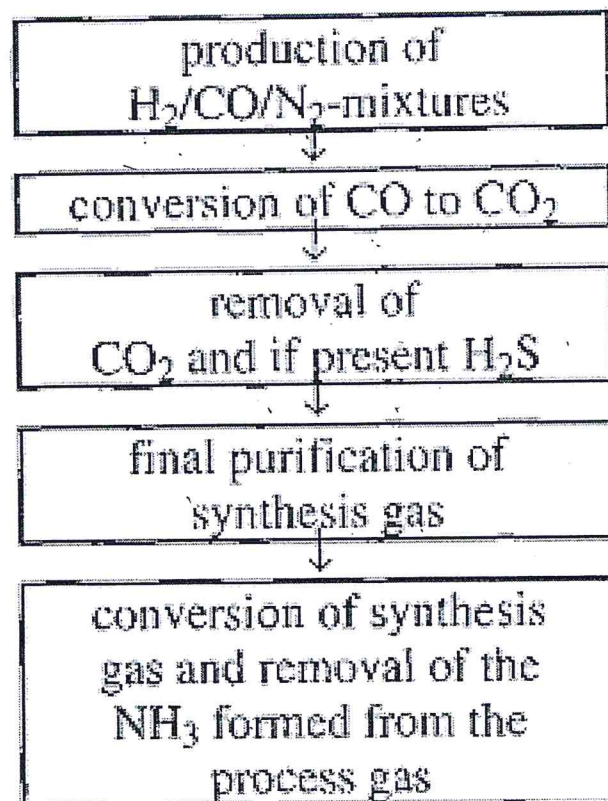 production of
H₂/CO/N₂-mixtures
conversion of CO to CO₂
removal of
CO₂ and if present H₂S
final purification of
synthesis gas
conversion of synthesis
gas and removal of the
NH₃ formed from the
process gas